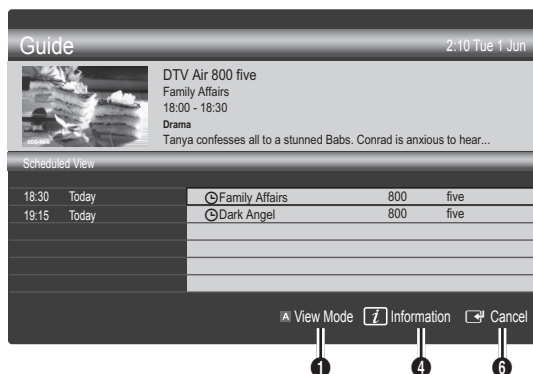 Guide 2:10 Tue 1 Jun
DTV Air 800 five
Family Affairs
18:00 - 18:30
Drama
Tanya confesses all to a stunned Babs. Conrad is anxious to hear...
800 five
Scheduled View
18:30 Today Family Affairs 800 five
19:15 Today Dark Angel 800 five
A View Mode i Information Cancel
1 4 6